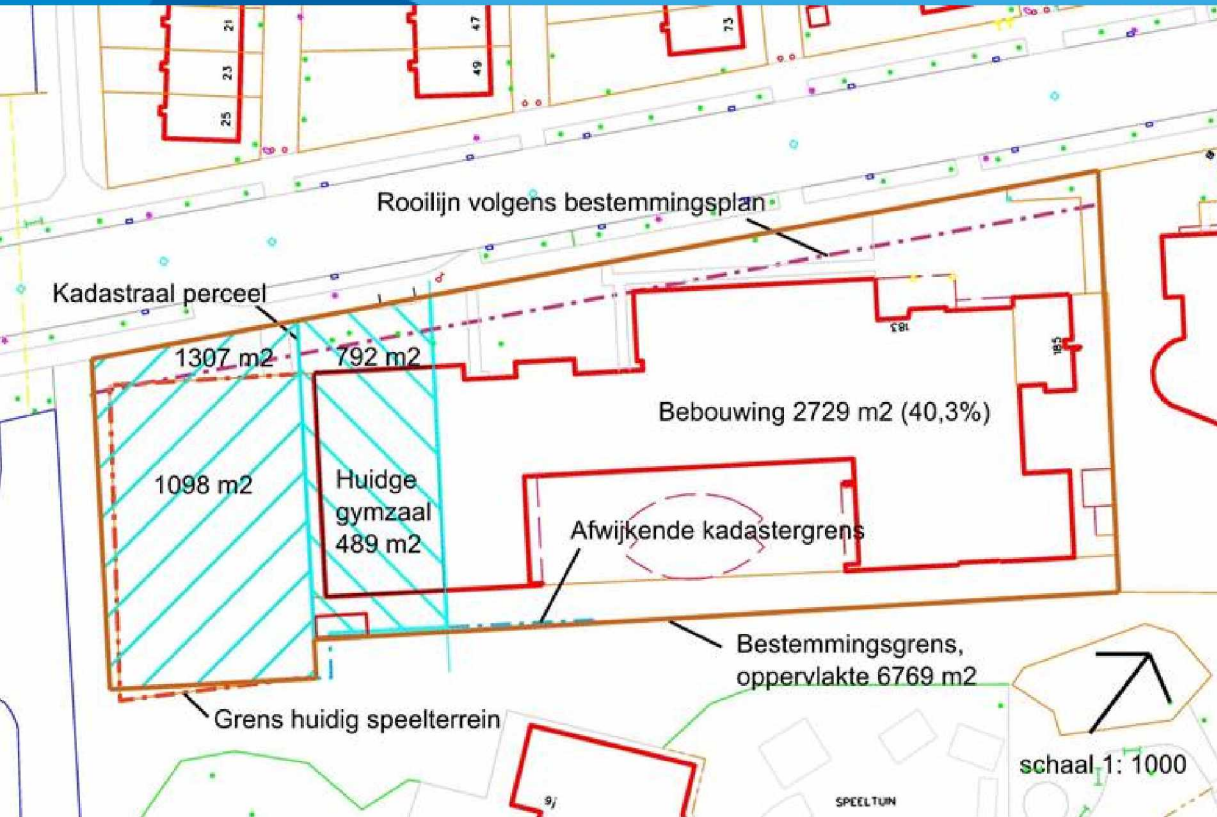 21
23
25
47
49
73
Rooilijn volgens bestemmingsplan
Kadastraal perceel
1307 m2
792 m2
183
185
Bebouwing 2729 m2 (40,3%)
1098 m2
Huidge
gymzaal
489 m2
Afwijkende kadastergrens
Bestemmingsgrens,
oppervlakte 6769 m2
Grens huidig speelterrein
schaal 1: 1000
SPEELTUIN